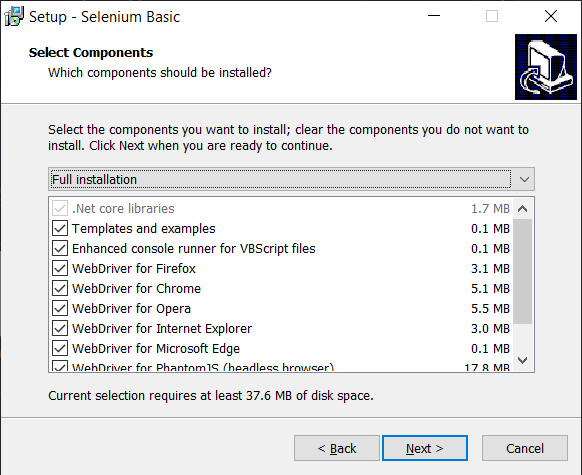 Setup - Selenium Basic
Select Components
Which components should be installed?
Select the components you want to install; clear the components you do not want to
install. Click Next when you are ready to continue.
Full installation
.Net core libraries 1.7 MB
Templates and examples 0.1 MB
Enhanced console runner for VBScript files 0.1 MB
WebDriver for Firefox 3.1 MB
WebDriver for Chrome 5.1 MB
WebDriver for Opera 5.5 MB
WebDriver for Internet Explorer 3.0 MB
WebDriver for Microsoft Edge 0.1 MB
WebDriver for PhantomJS (headless browser) 17.8 MB
Current selection requires at least 37.6 MB of disk space.
< Back Next > Cancel